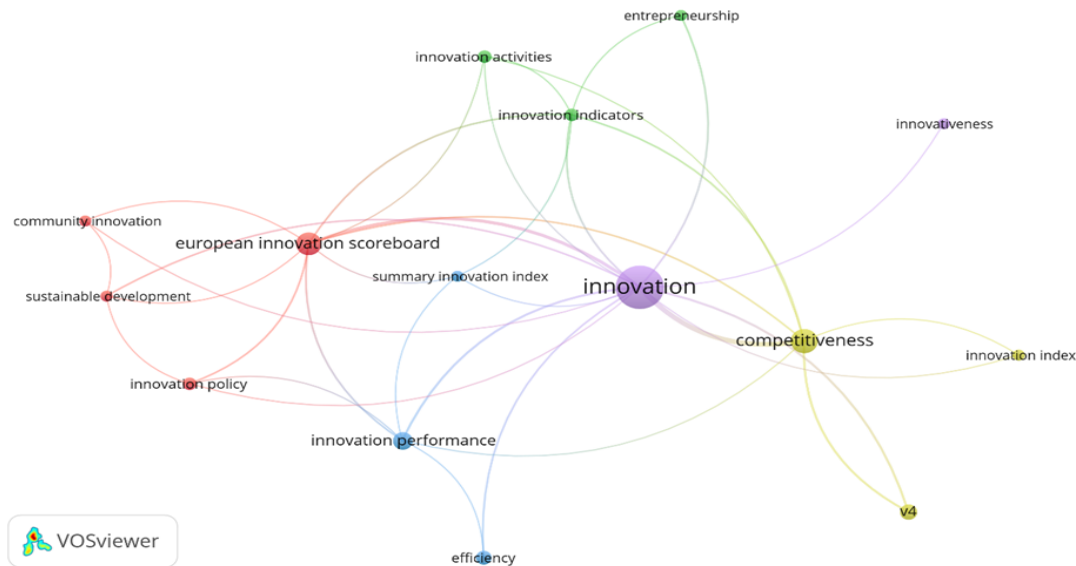 entrepreneurship
innovation activities
innovation indicators
innovativeness
community innovation
european innovation scoreboard
summary innovation index
innovation
sustainable development
competitiveness
innovation index
innovation policy
innovation performance
v4
VOSviewer
efficiency